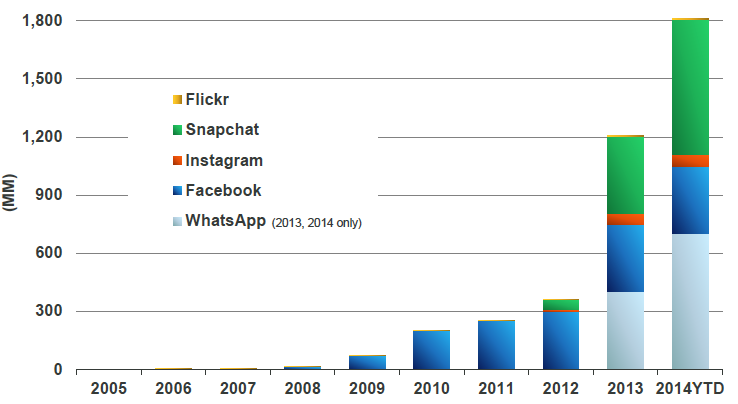 1,800
1,500
1,200
900
600
300
0
(MM)
Flickr
Snapchat
Instagram
Facebook
WhatsApp (2013, 2014 only)
2005 2006 2007 2008 2009 2010 2011 2012 2013 2014YTD